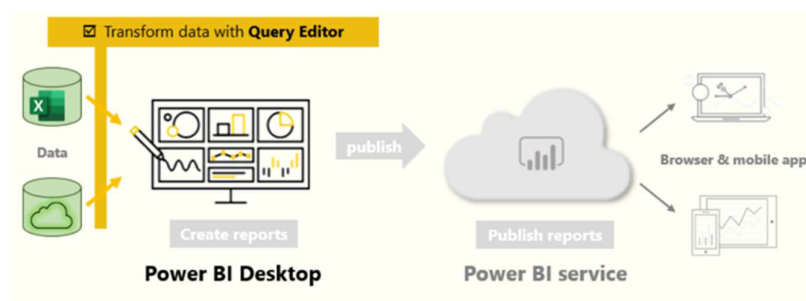 Transform data with Query Editor
Data
publish
Browser & mobile app
Create reports
Publish reports
Power BI Desktop
Power BI service